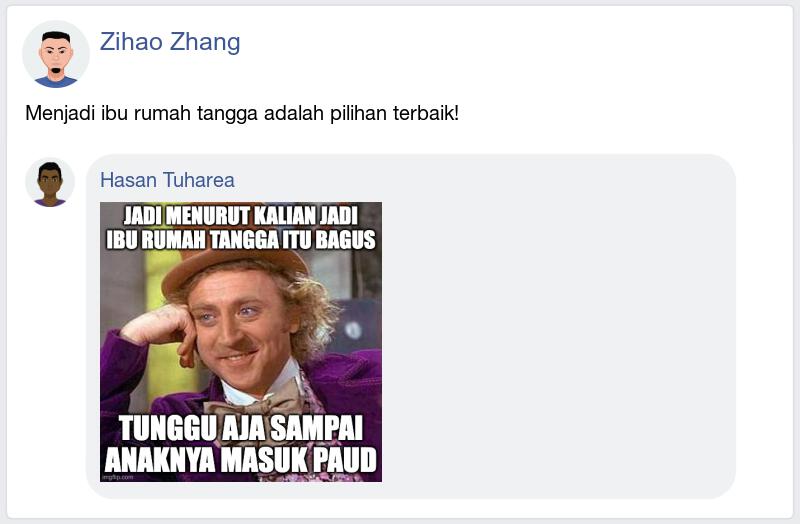 Zihao Zhang
Menjadi ibu rumah tangga adalah pilihan terbaik!
Hasan Tuharea
JADI MENURUT KALIAN JADI
IBU RUMAH TANGGA ITU BAGUS
TUNGGU AJA SAMPAI
ANAKNYA MASUK PAUD
imgflip.com